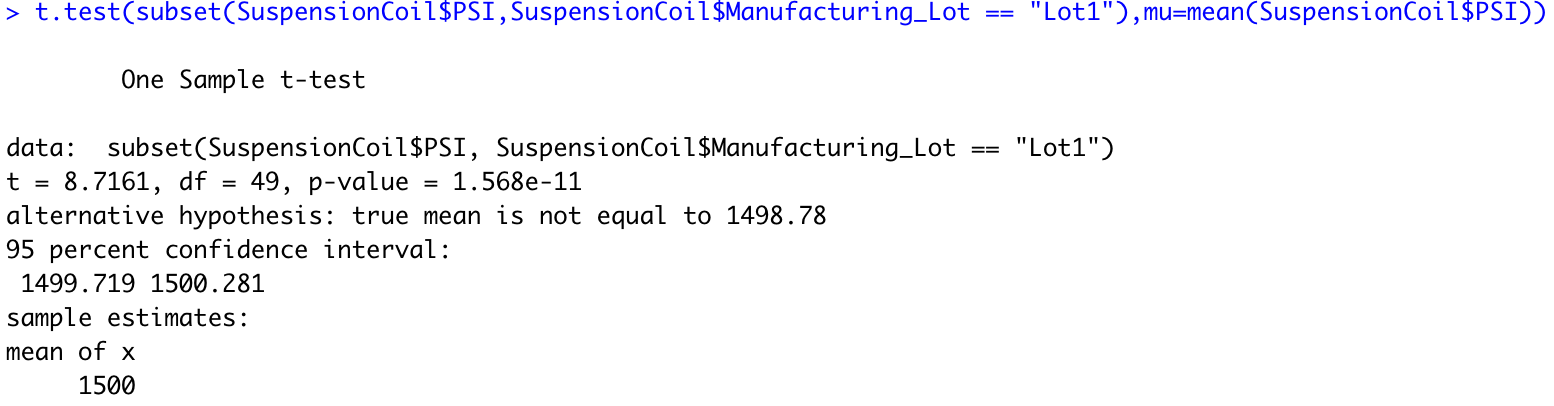 > t.test(subset(SuspensionCoil$PSI,SuspensionCoil$Manufacturing_Lot == "Lot1"),mu=mean(SuspensionCoil$PSI))
One Sample t-test
data:  subset(SuspensionCoil$PSI, SuspensionCoil$Manufacturing_Lot == "Lot1")
t = 8.7161, df = 49, p-value = 1.568e-11
alternative hypothesis: true mean is not equal to 1498.78
95 percent confidence interval:
1499.719 1500.281
sample estimates:
mean of x
1500